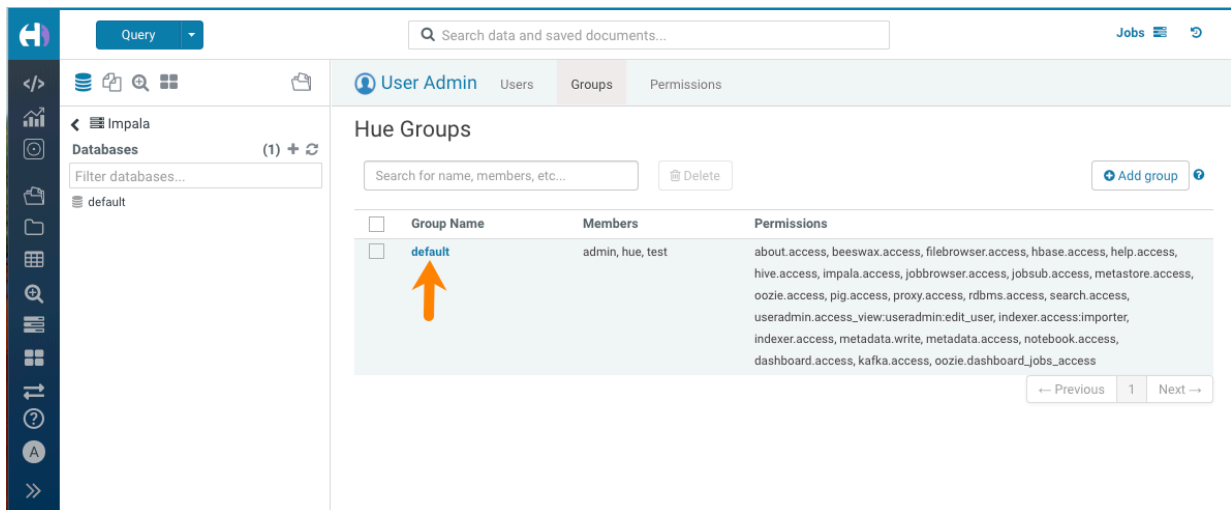 Query
Search data and saved documents...
Jobs
Impala
Databases (1)
Filter databases...
default
User Admin Users Groups Permissions
Hue Groups
Search for name, members, etc...
Delete
Add group
Group Name Members Permissions
default admin, hue, test about.access, beeswax.access, filebrowser.access, hbase.access, help.access,
hive.access, impala.access, jobbrowser.access, jobsub.access, metastore.access,
oozie.access, pig.access, proxy.access, rdbms.access, search.access,
useradmin.access_view:useradmin:edit_user, indexer.access:importer,
indexer.access, metadata.write, metadata.access, notebook.access,
dashboard.access, kafka.access, oozie.dashboard_jobs_access
← Previous 1 Next →
A